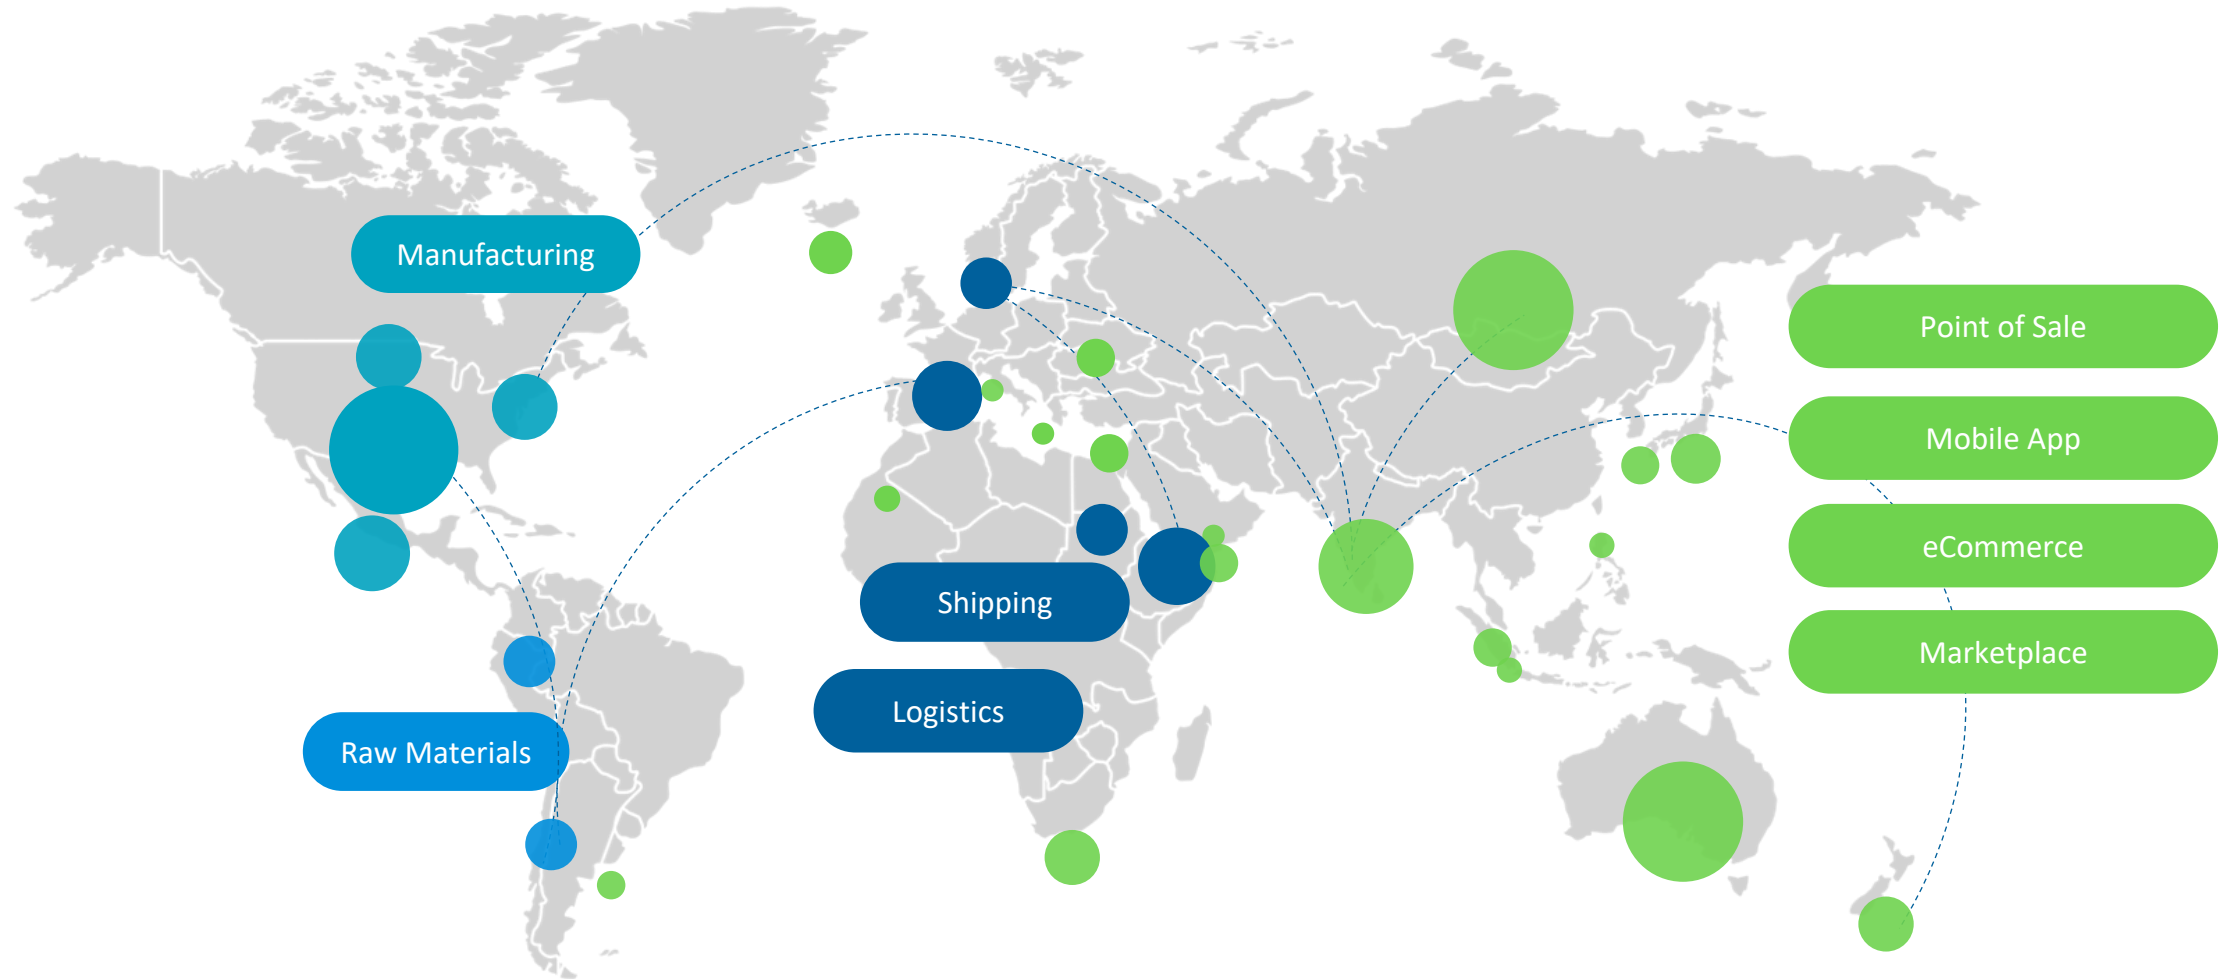 Manufacturing
Point of Sale
Mobile App
eCommerce
Shipping
Marketplace
Logistics
Raw Materials